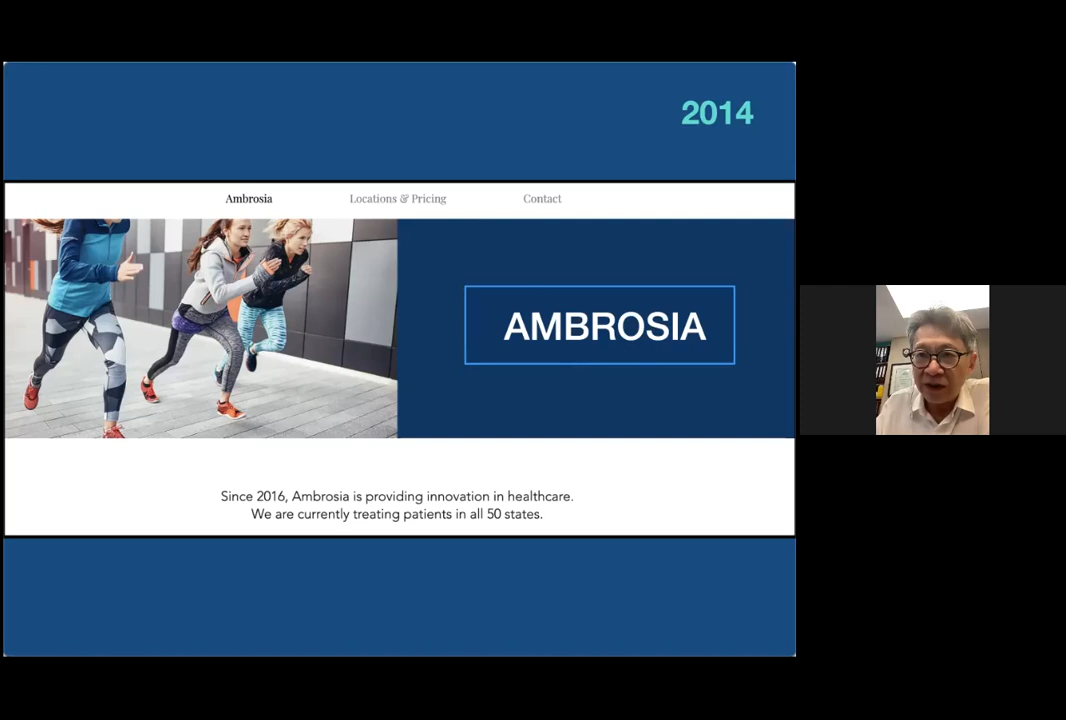 2014
Ambrosia Locations & Pricing Contact
AMBROSIA
Since 2016, Ambrosia is providing innovation in healthcare.
We are currently treating patients in all 50 states.